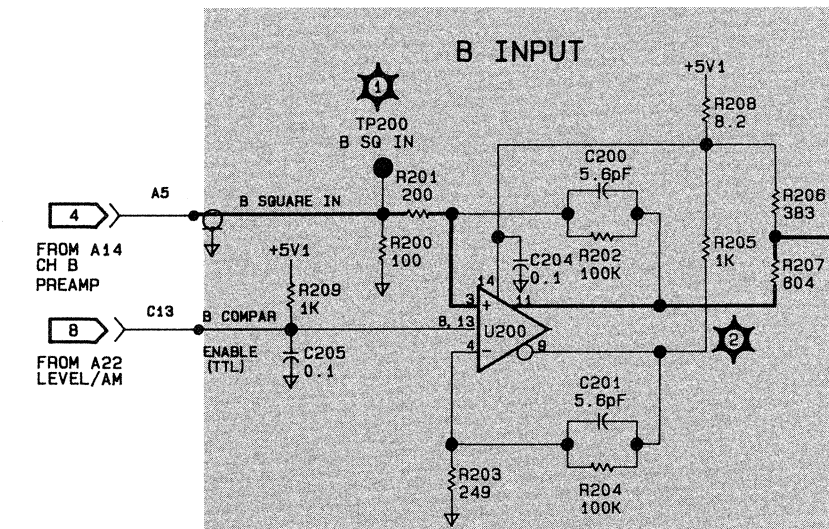 B INPUT
1
TP200
B SQ IN
+5V1
R208
8.2
C200
5.6pF
R201
200
A5
B SQUARE IN
4
FROM A14
CH B
PREAMP
R206
383
R200
100
+5V1
C204
0.1
R202
100K
R205
1K
R207
804
R209
1K
14
C13
B COMPAR
3
+
11
8
8,13
U200
2
ENABLE
(TTL)
C205
0.1
4
-
9
FROM A22
LEVEL/AM
C201
5.6pF
R203
249
R204
100K